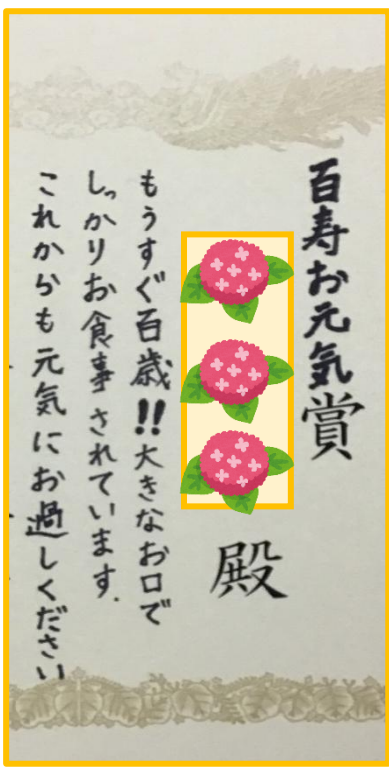 百寿お元気賞
殿
もうすぐ百歳!!大きなお口で
しっかりお食事されています.
これからも元気にお過しください